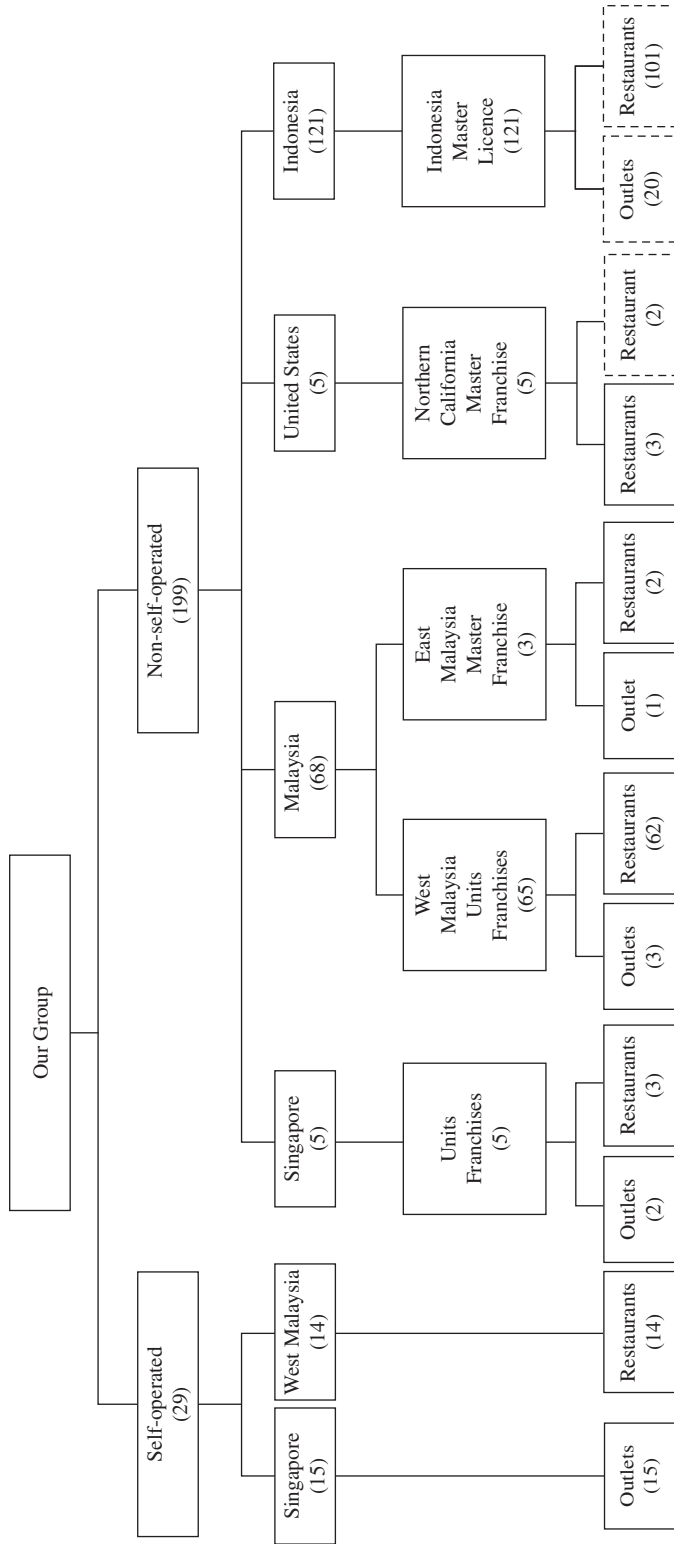 Our Group
Self-operated
(29)
Non-self-operated
(199)
Singapore
(15)
West Malaysia
(14)
Singapore
(5)
Malaysia
(68)
United States
(5)
Indonesia
(121)
Units
Franchises
(5)
West
Malaysia
Units
Franchises
(65)
East
Malaysia
Master
Franchise
(3)
Northern
California
Master
Franchise
(5)
Indonesia
Master
Licence
(121)
Outlets
(15)
Restaurants
(14)
Outlets
(2)
Restaurants
(3)
Outlets
(3)
Restaurants
(62)
Outlet
(1)
Restaurants
(2)
Restaurants
(3)
Restaurant
(2)
Outlets
(20)
Restaurants
(101)